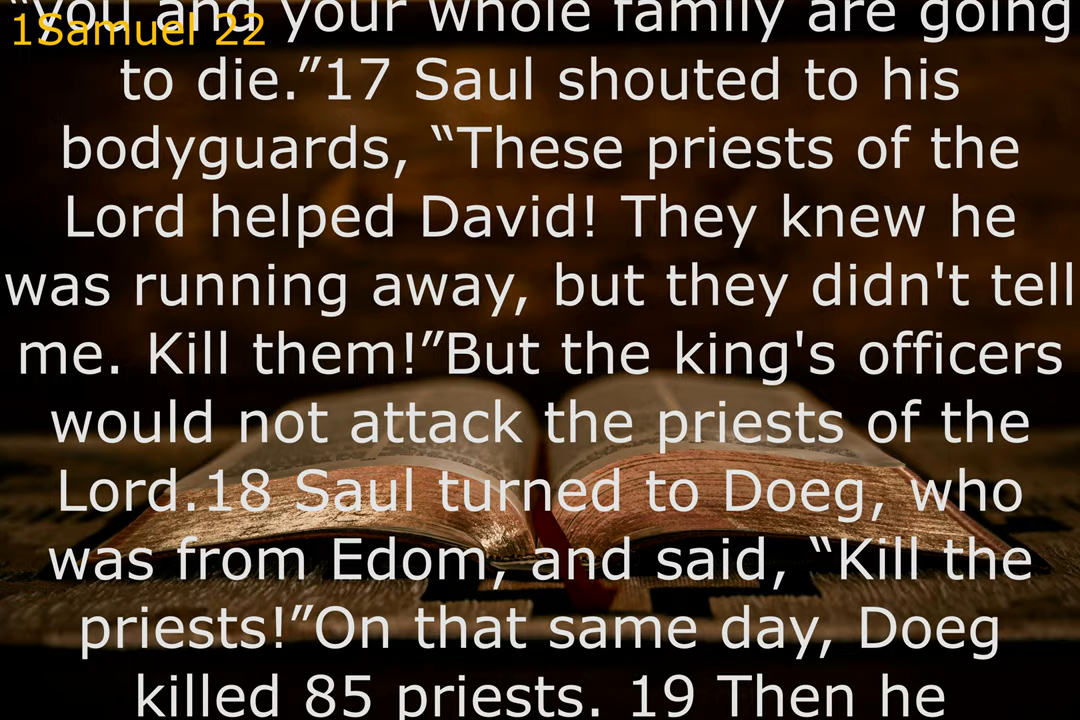 1Samuel 22
“you and your whole family are going
to die.”17 Saul shouted to his
bodyguards, “These priests of the
Lord helped David! They knew he
was running away, but they didn't tell
me. Kill them!”But the king's officers
would not attack the priests of the
Lord.18 Saul turned to Doeg, who
was from Edom, and said, “Kill the
priests!”On that same day, Doeg
killed 85 priests. 19 Then he